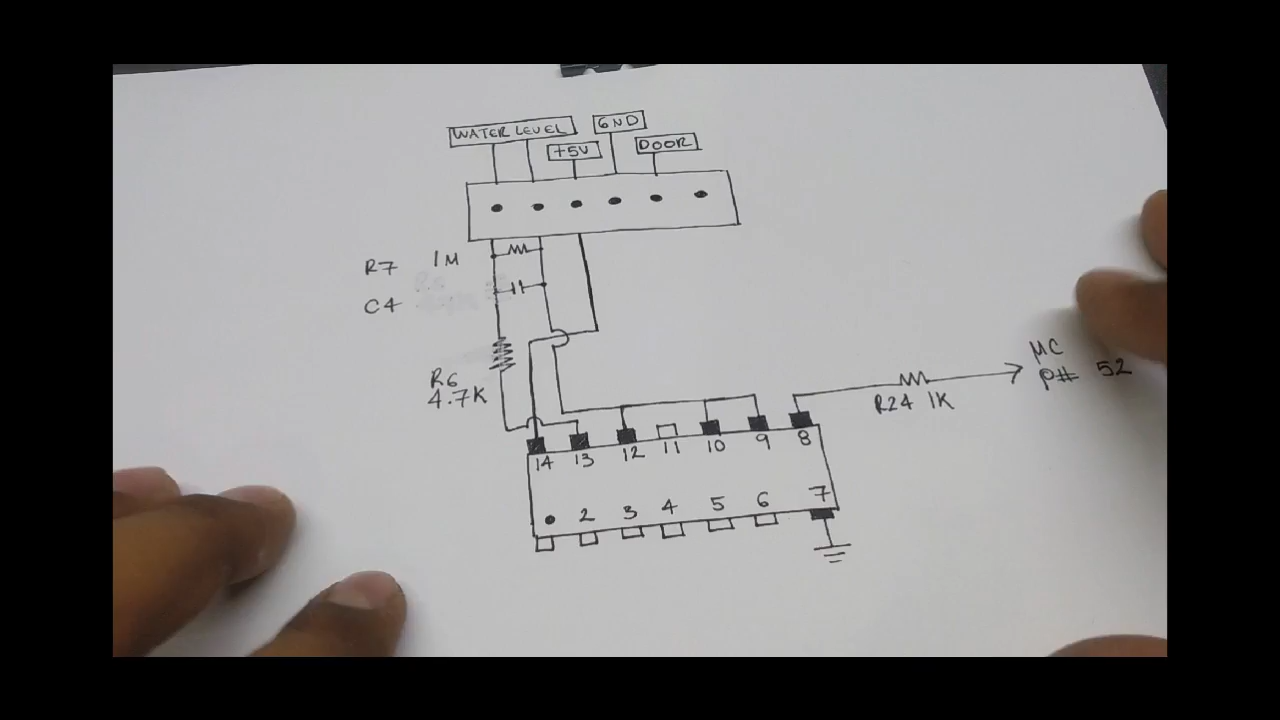 WATER LEVEL
GND
+5V
DOOR
R7 1M
C4
R6
4.7K
R24 1K
µC
P# 52
14 13 12 11 10 9 8
2 3 4 5 6 7